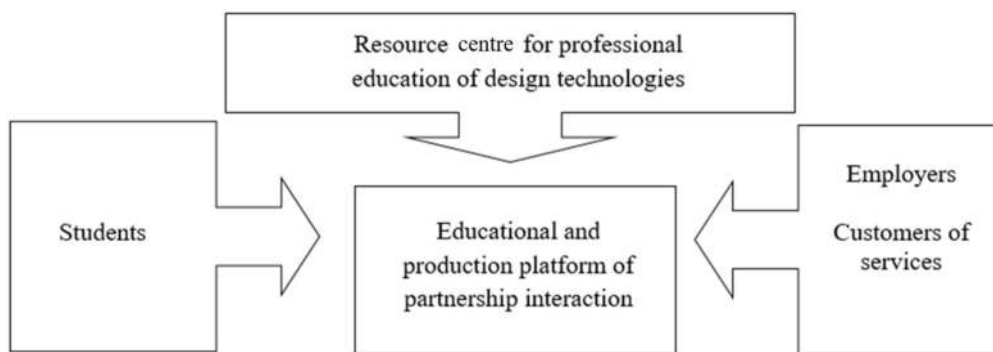 Resource centre for professional
education of design technologies
Students
Educational and
production platform of
partnership interaction
Employers
Customers of
services